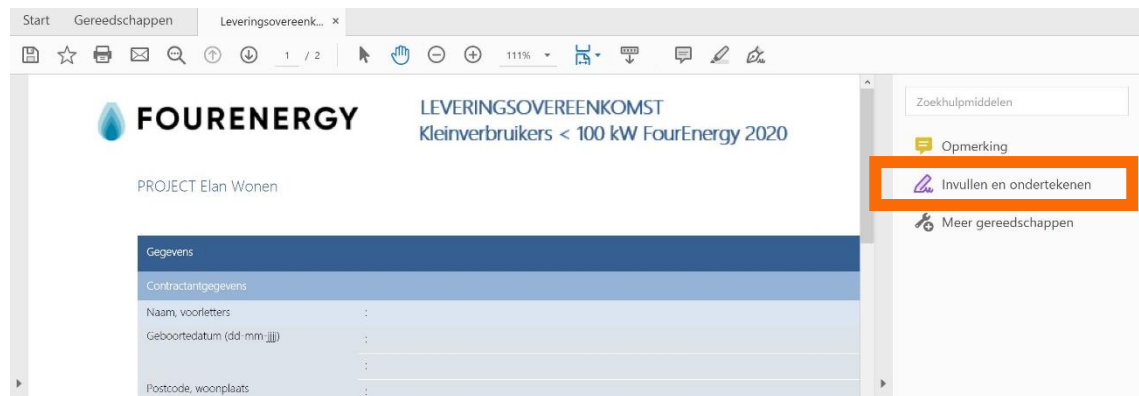 Start Gereedschappen Leveringsovereenk... ×
1 / 2 111%
FOURENERGY
LEVERINGSOVEREENKOMST
Kleinverbruikers < 100 kW FourEnergy 2020
PROJECT Elan Wonen
Gegevens
Contractantgegevens
Naam, voorletters :
Geboortedatum (dd-mm-jjjj) :
:
Postcode, woonplaats :
Zoekhulpmiddelen
Opmerking
Invullen en ondertekenen
Meer gereedschappen